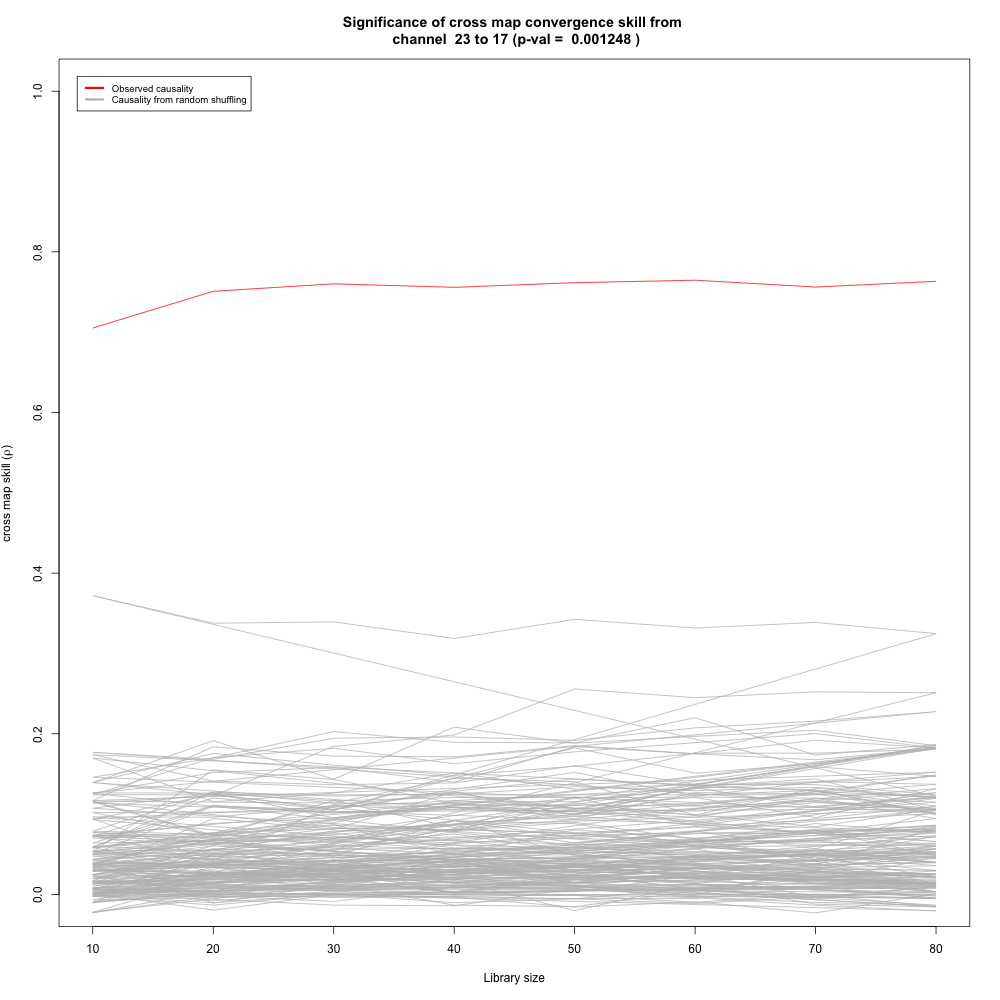 Significance of cross map convergence skill from
channel  23 to 17 (p-val =  0.001248 )
Observed causality
Causality from random shuffling
1.0
0.8
0.6
0.4
0.2
0.0
cross map skill (ρ)
10 20 30 40 50 60 70 80
Library size